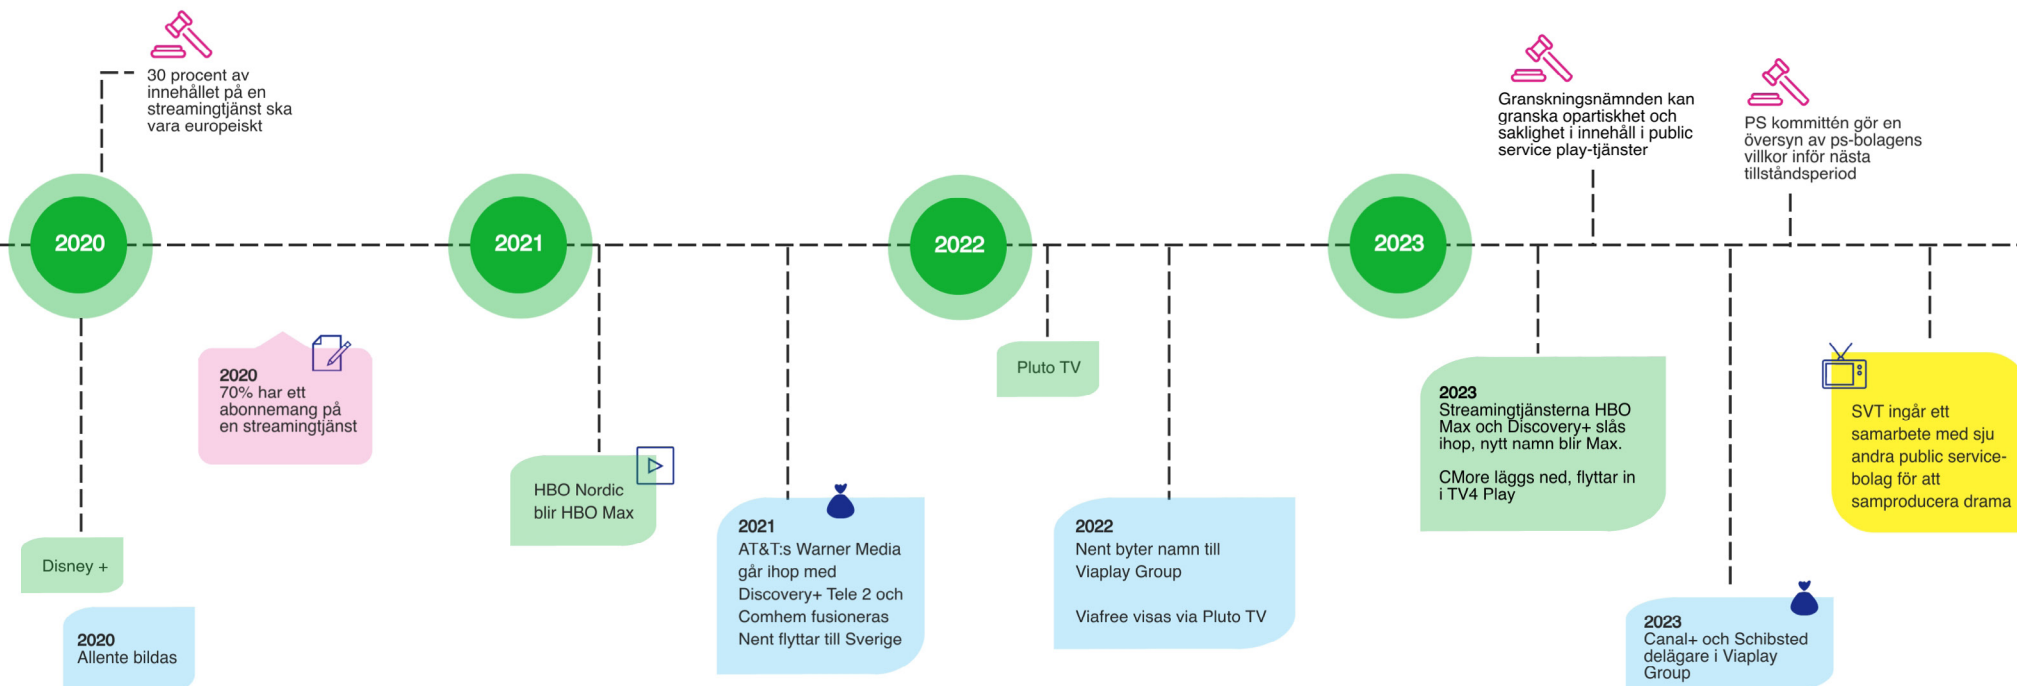 30 procent av
innehållet på en
streamingtjänst ska
vara europeiskt
Granskningsnämnden kan
granska opartiskhet och
saklighet i innehåll i public
service play-tjänster
PS kommittén gör en
översyn av ps-bolagens
villkor inför nästa
tillståndsperiod
2020
2021
2022
2023
Disney +
2020
Allente bildas
2020
70% har ett
abonnemang på
en streamingtjänst
HBO Nordic
blir HBO Max
2021
AT&T:s Warner Media
går ihop med
Discovery+ Tele 2 och
Comhem fusioneras
Nent flyttar till Sverige
Pluto TV
2022
Nent byter namn till
Viaplay Group
Viafree visas via Pluto TV
2023
Streamingtjänsterna HBO
Max och Discovery+ slås
ihop, nytt namn blir Max.
CMore läggs ned, flyttar in
i TV4 Play
2023
Canal+ och Schibsted
delägare i Viaplay
Group
SVT ingår ett
samarbete med sju
andra public service-
bolag för att
samproducera drama